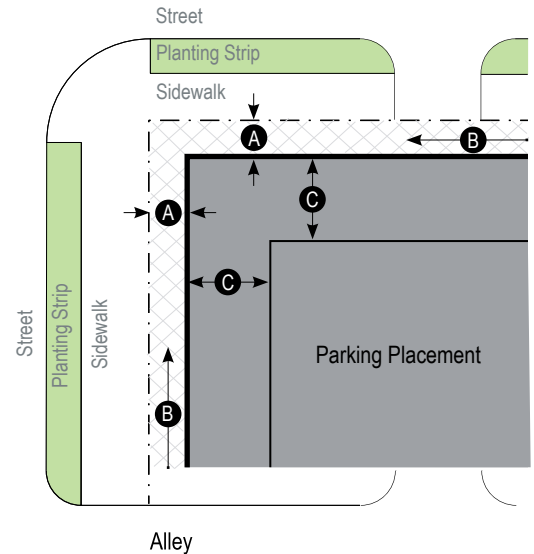 Street
Planting Strip
Sidewalk
A
B
A
C
C
Street
Planting Strip
Sidewalk
Parking Placement
B
Alley